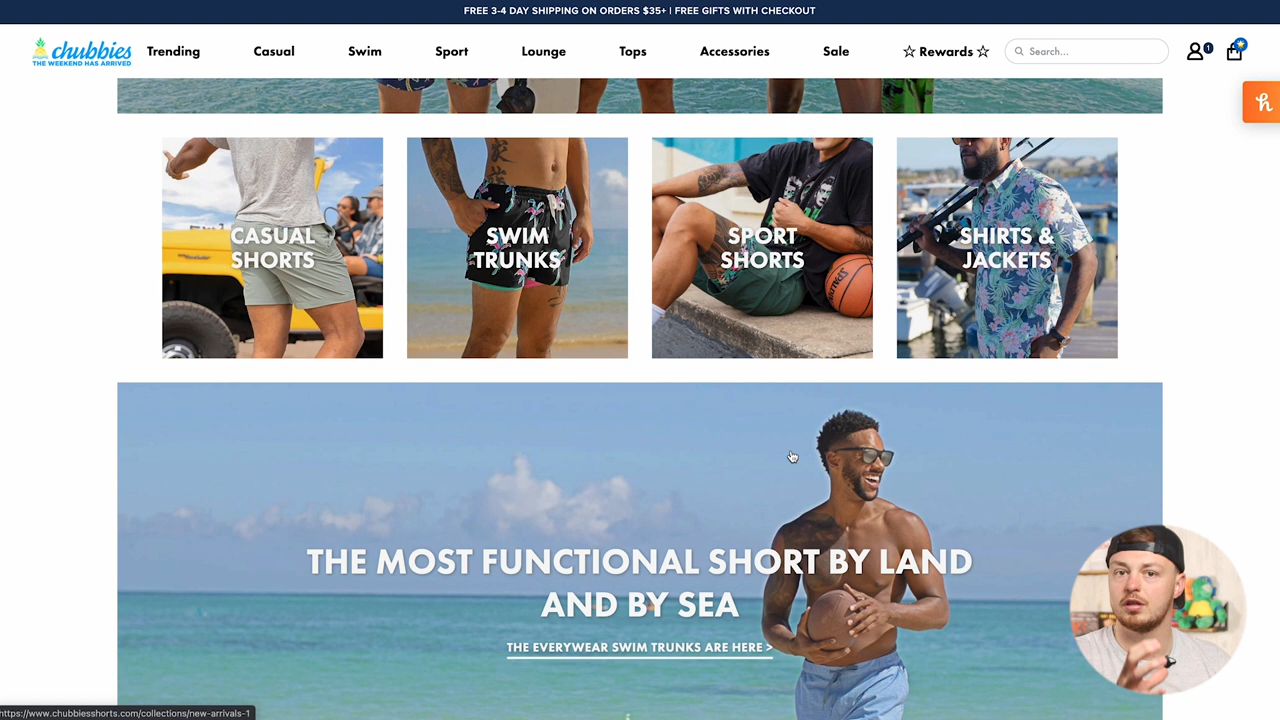 FREE 3-4 DAY SHIPPING ON ORDERS $35+ | FREE GIFTS WITH CHECKOUT
chubbies
THE WEEKEND HAS ARRIVED
Trending
Casual
Swim
Sport
Lounge
Tops
Accessories
Sale
☆ Rewards ☆
Search...
1
h
CASUAL
SHORTS
SWIM
TRUNKS
SPORT
SHORTS
SHIRTS &
JACKETS
THE MOST FUNCTIONAL SHORT BY LAND
AND BY SEA
THE EVERYWEAR SWIM TRUNKS ARE HERE >
https://www.chubbiesshorts.com/collections/new-arrivals-1